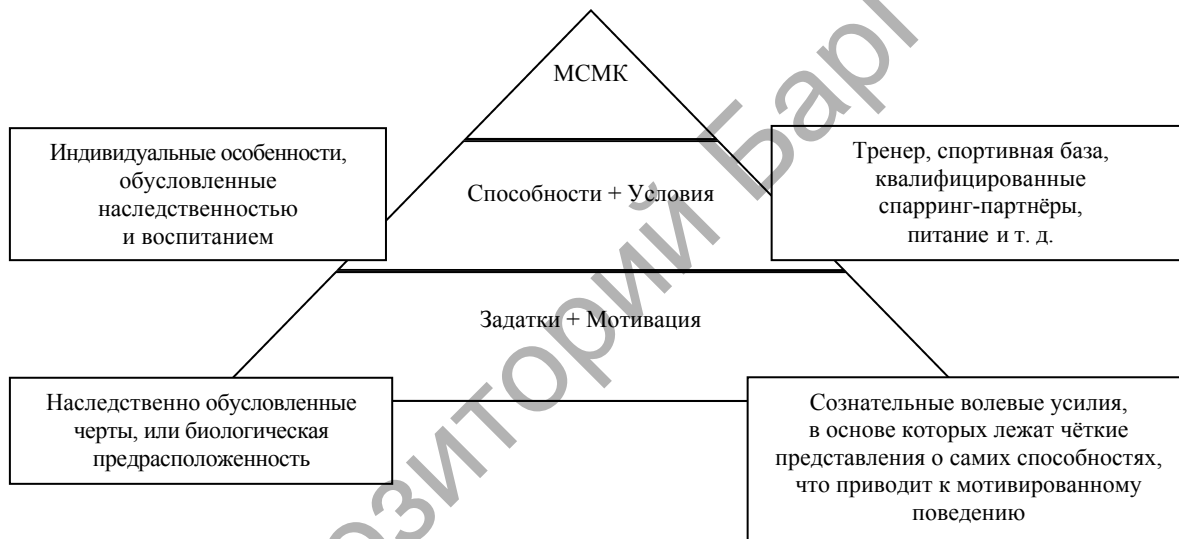 МСМК
Индивидуальные особенности,
обусловленные
наследственностью
и воспитанием
Способности + Условия
Тренер, спортивная база,
квалифицированные
спарринг-партнёры,
питание и т. д.
Задатки + Мотивация
Наследственно обусловленные
черты, или биологическая
предрасположенность
Сознательные волевые усилия,
в основе которых лежат чёткие
представления о самих способностях,
что приводит к мотивированному
поведению